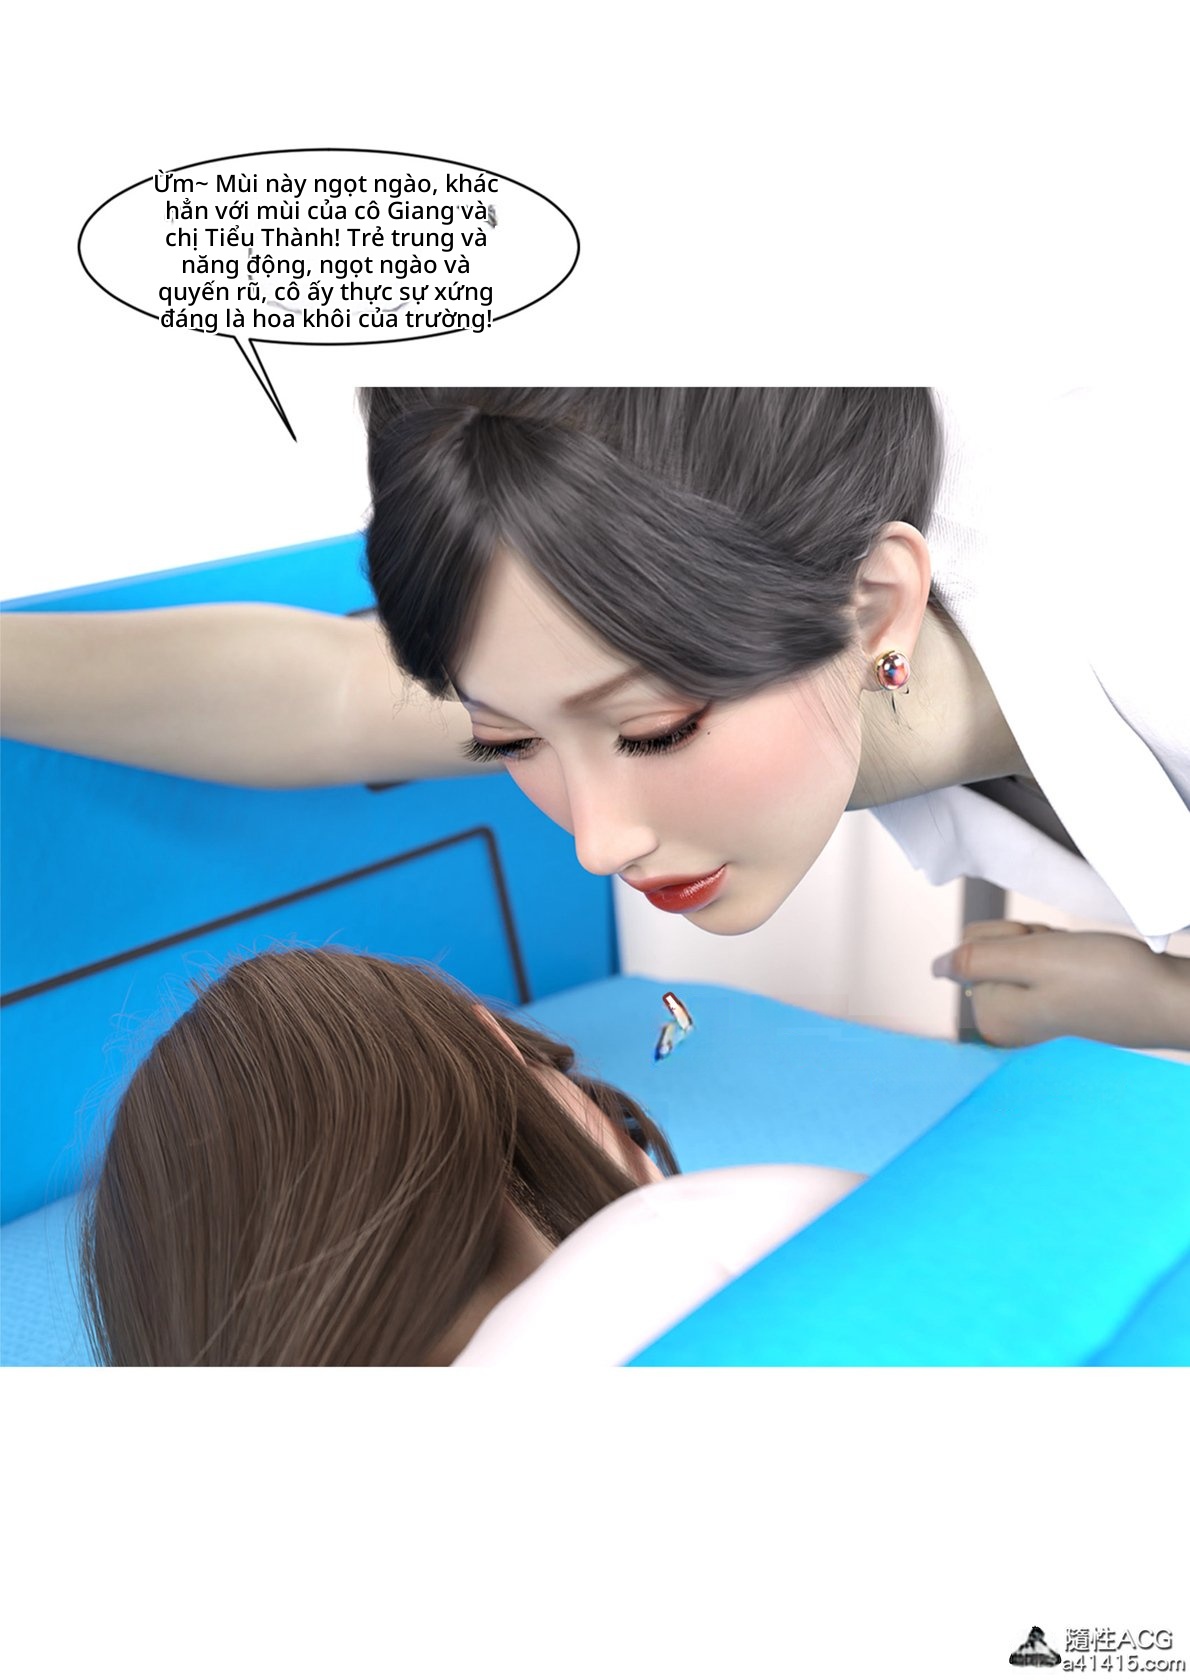 Ừm~ Mùi này ngọt ngào, khác
hẳn với mùi của cô Giang và
chị Tiểu Thành! Trẻ trung và
năng động, ngọt ngào và
quyến rũ, cô ấy thực sự xứng
đáng là hoa khôi của trường!
隨性ACG
a41415.com